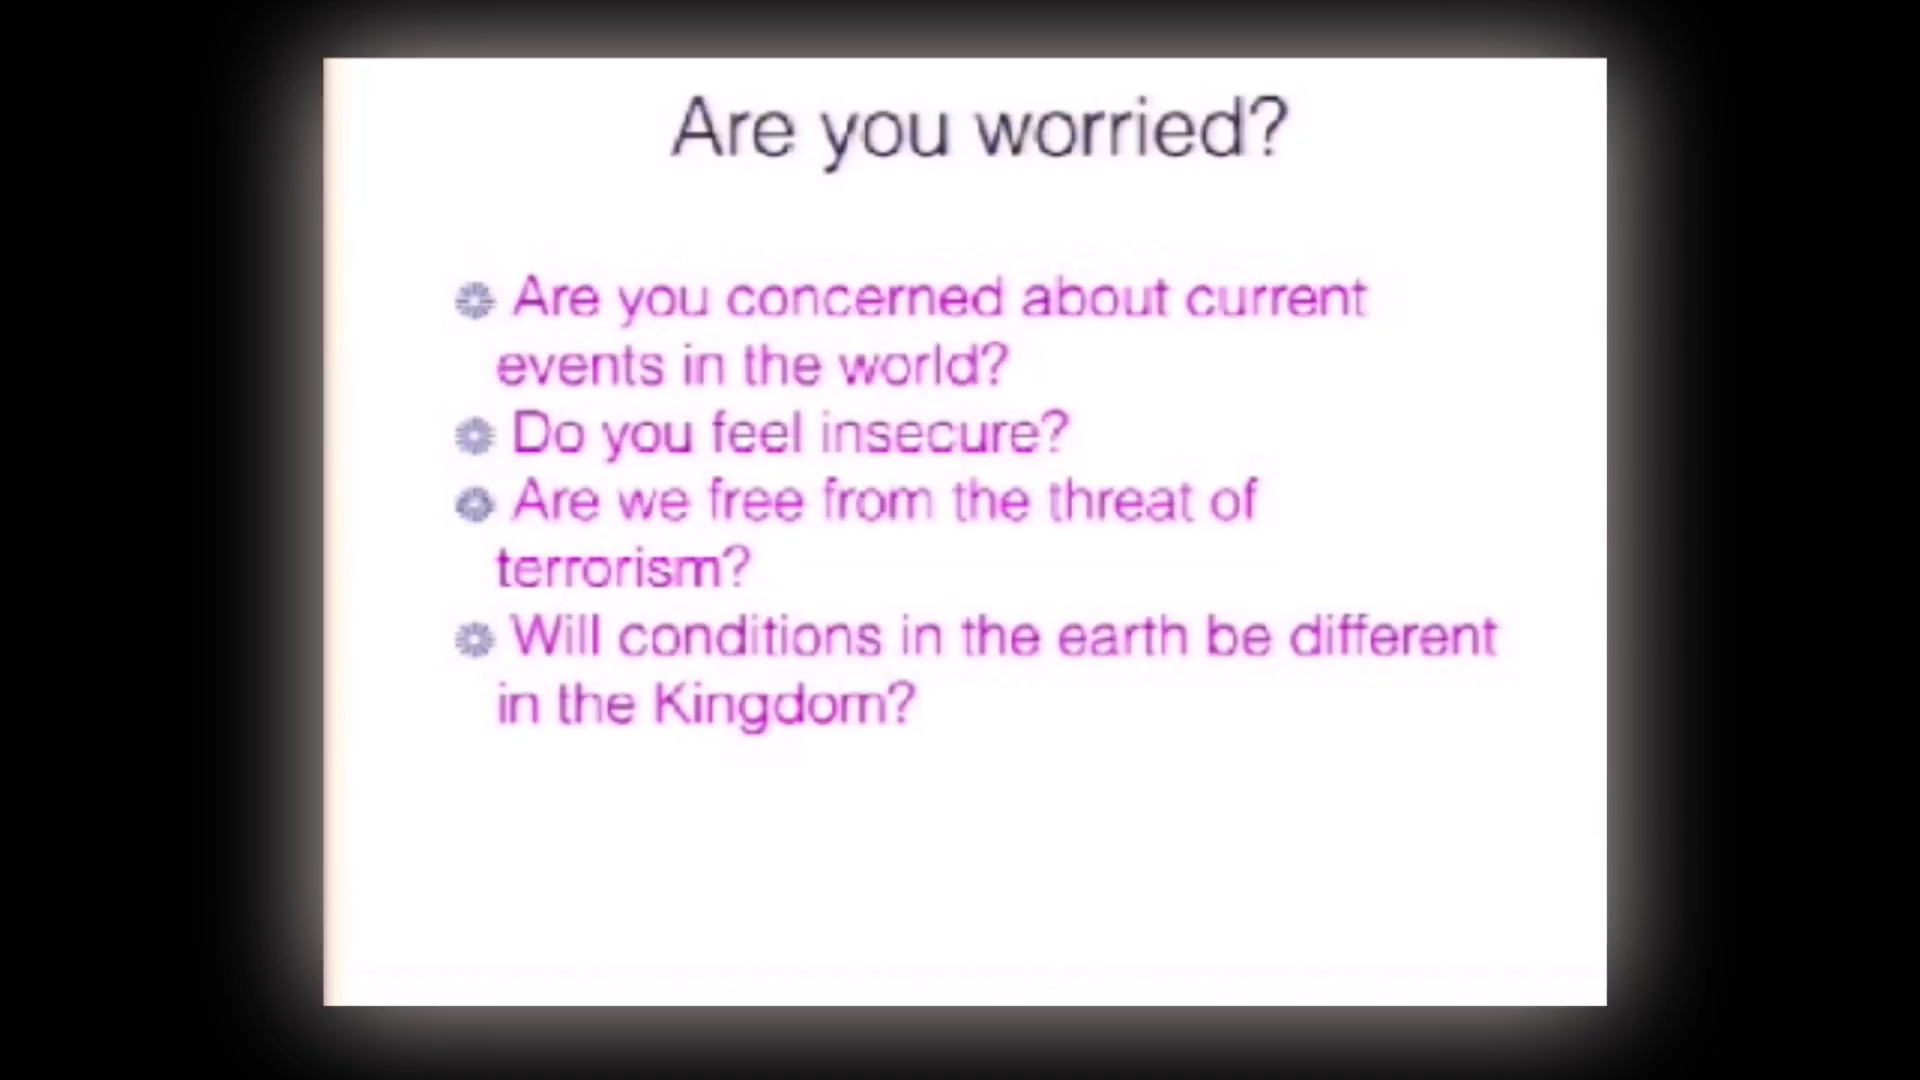 Are you worried?
Are you concerned about current
events in the world?
Do you feel insecure?
Are we free from the threat of
terrorism?
Will conditions in the earth be different
in the Kingdom?